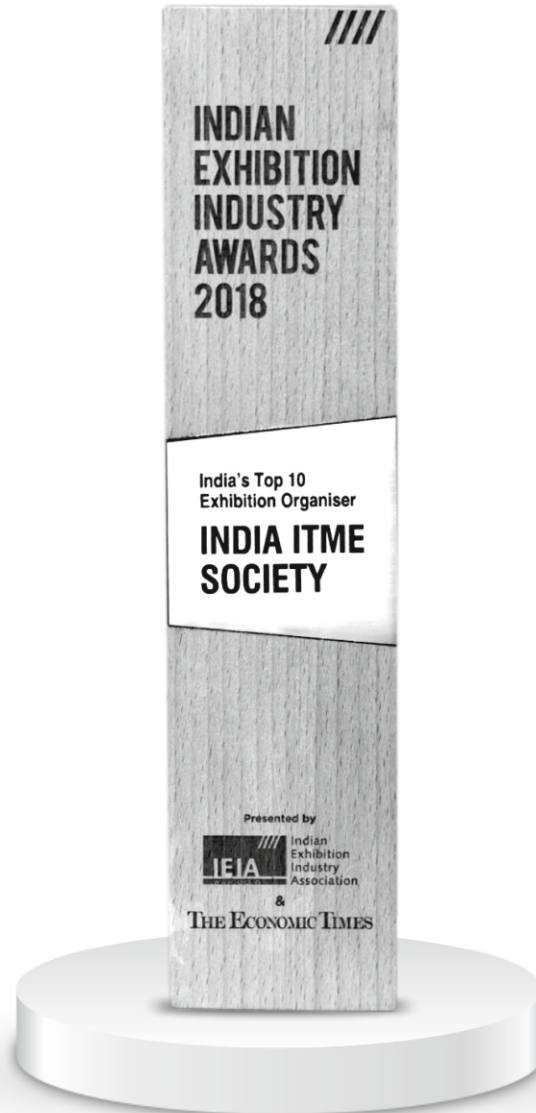 INDIAN
EXHIBITION
INDUSTRY
AWARDS
2018
India's Top 10
Exhibition Organiser
INDIA ITME
SOCIETY
Presented by
IEIA
Indian
Exhibition
Industry
Association
&
THE ECONOMIC TIMES